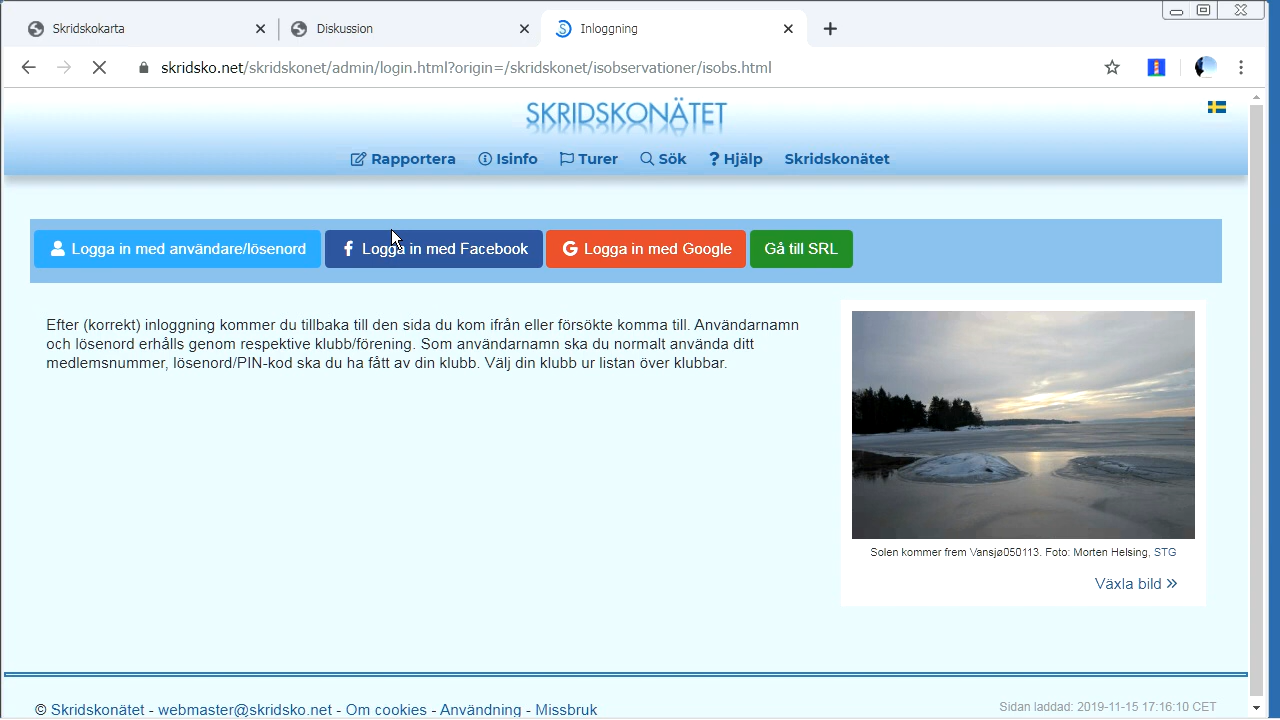 Skridskokarta
Diskussion
Inloggning
skridsko.net/skridskonet/admin/login.html?origin=/skridskonet/isobservationer/isobs.html
SKRIDSKONÄTET
Rapportera Isinfo Turer Sök Hjälp Skridskonätet
Logga in med användare/lösenord Logga in med Facebook Logga in med Google Gå till SRL
Efter (korrekt) inloggning kommer du tillbaka till den sida du kom ifrån eller försökte komma till. Användarnamn
och lösenord erhålls genom respektive klubb/förening. Som användarnamn ska du normalt använda ditt
medlemsnummer, lösenord/PIN-kod ska du ha fått av din klubb. Välj din klubb ur listan över klubbar.
Solen kommer frem Vansjø050113. Foto: Morten Helsing, STG
Växla bild »
© Skridskonätet - webmaster@skridsko.net - Om cookies - Användning - Missbruk
Sidan laddad: 2019-11-15 17:16:10 CET